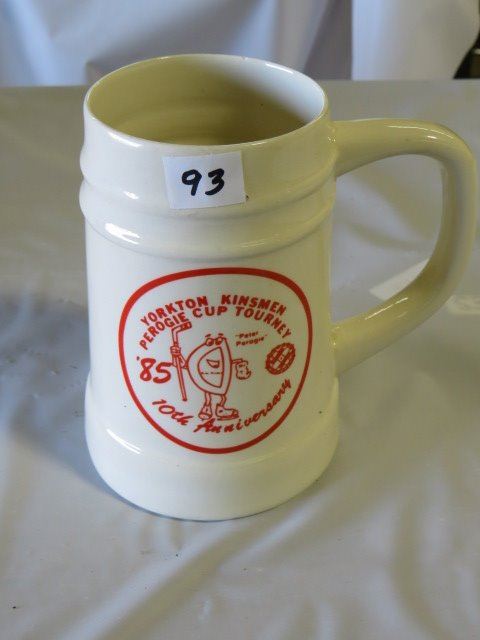 93
YORKTON KINSMEN
PEROGIE CUP TOURNEY
"Peter
Perogie"
'85
10th Anniversary